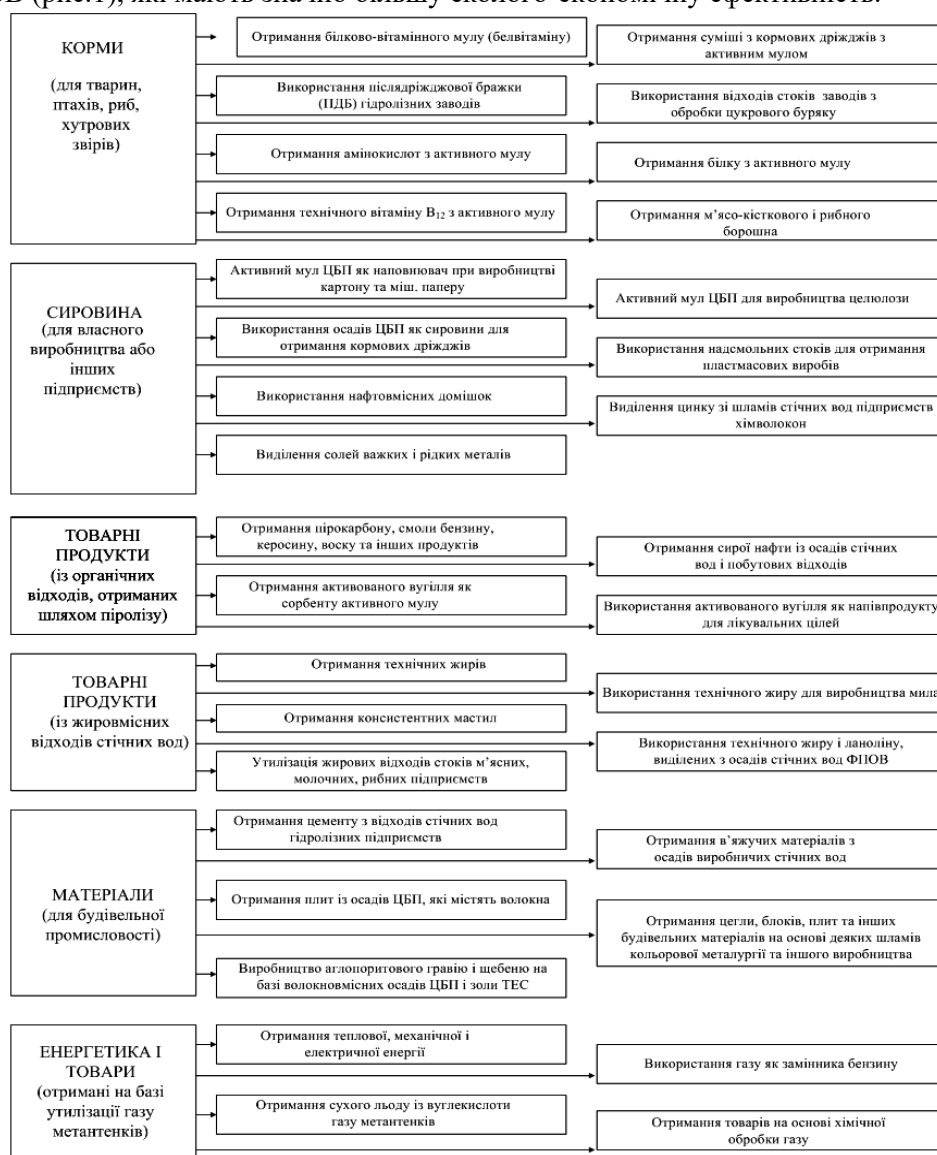 (рис.1), які мають значно більшу еколого-економічну ефективність.
КОРМИ
(для тварин,
птахів, риб,
хутрових
звірів)
Отримання білково-вітамінного мулу (белвітаміну)
Отримання суміші з кормових дріжджів з
активним мулом
Використання післядріжджової бражки
(ПДБ) гідролізних заводів
Використання відходів стоків заводів з
обробки цукрового буряку
Отримання амінокислот з активного мулу
Отримання білку з активного мулу
Отримання технічного вітаміну В₁₂ з активного мулу
Отримання м’ясо-кісткового і рибного
борошна
СИРОВИНА
(для власного
виробництва або
інших
підприємств)
Активний мул ЦБП як наповнювач при виробництві
картону та міш. паперу
Активний мул ЦБП для виробництва целюлози
Використання осадів ЦБП як сировини для
отримання кормових дріжджів
Використання надсмольних стоків для отримання
пластмасових виробів
Використання нафтовмісних домішок
Виділення цинку зі шламів стічних вод підприємств
хімволокон
Виділення солей важких і рідких металів
ТОВАРНІ
ПРОДУКТИ
(із органічних
відходів, отриманих
шляхом піролізу)
Отримання пірокарбону, смоли бензину,
керосину, воску та інших продуктів
Отримання сирої нафти із осадів стічних
вод і побутових відходів
Отримання активованого вугілля як
сорбенту активного мулу
Використання активованого вугілля як напівпродукту
для лікувальних цілей
ТОВАРНІ
ПРОДУКТИ
(із жировмісних
відходів стічних вод)
Отримання технічних жирів
Використання технічного жиру для виробництва мила
Отримання консистентних мастил
Використання технічного жиру і ланоліну,
виділених з осадів стічних вод ФПОВ
Утилізація жирових відходів стоків м’ясних,
молочних, рибних підприємств
МАТЕРІАЛИ
(для будівельної
промисловості)
Отримання цементу з відходів стічних вод
гідролізних підприємств
Отримання в’яжучих матеріалів з
осадів виробничих стічних вод
Отримання плит із осадів ЦБП, які містять волокна
Отримання цегли, блоків, плит та інших
будівельних матеріалів на основі деяких шламів
кольорової металургії та іншого виробництва
Виробництво аглопоритового гравію і щебеню на
базі волокновмісних осадів ЦБП і золи ТЕС
ЕНЕРГЕТИКА І
ТОВАРИ
(отримані на базі
утилізації газу
метантенків)
Отримання теплової, механічної і
електричної енергії
Використання газу як замінника бензину
Отримання сухого льоду із вуглекислоти
газу метантенків
Отримання товарів на основі хімічної
обробки газу